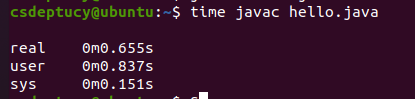 csdeptucy@ubuntu:~$ time javac hello.java
real 0m0.655s
user 0m0.837s
sys 0m0.151s